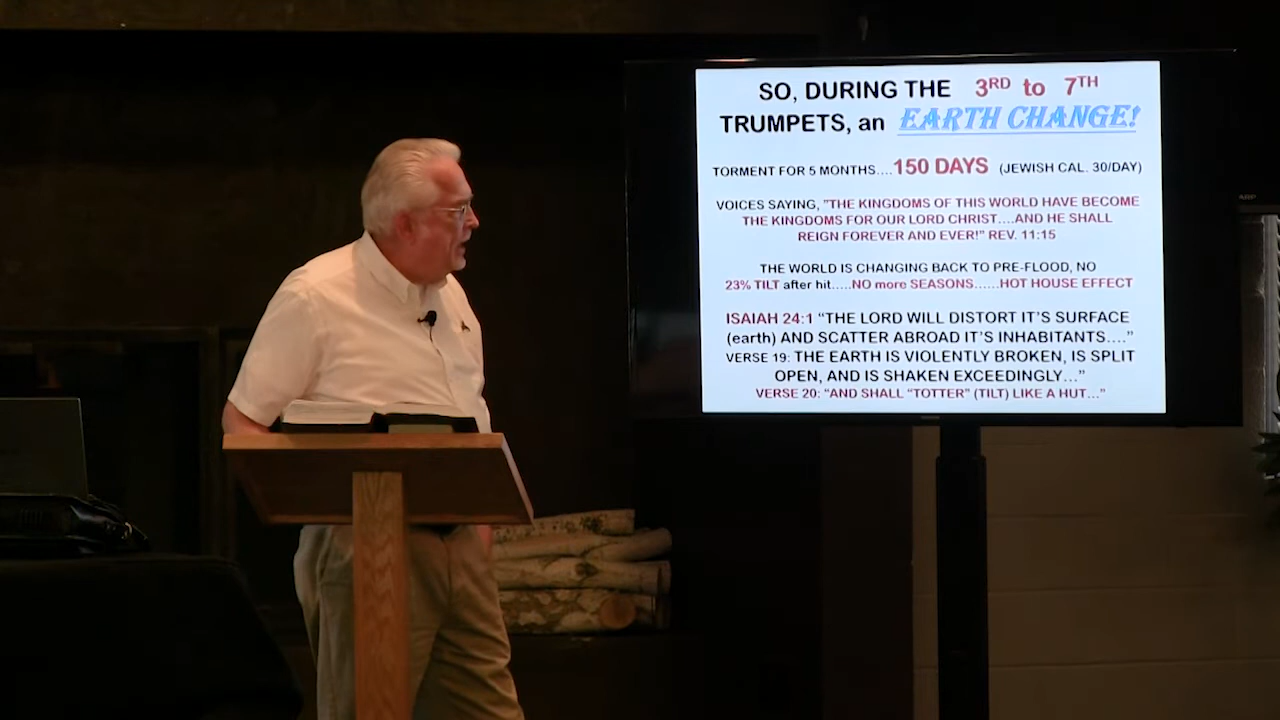 SO, DURING THE 3RD to 7TH
TRUMPETS, an EARTH CHANGE!
TORMENT FOR 5 MONTHS....150 DAYS (JEWISH CAL. 30/DAY)
VOICES SAYING, "THE KINGDOMS OF THIS WORLD HAVE BECOME
THE KINGDOMS FOR OUR LORD CHRIST....AND HE SHALL
REIGN FOREVER AND EVER!" REV. 11:15
THE WORLD IS CHANGING BACK TO PRE-FLOOD, NO
23% TILT after hit.....NO more SEASONS......HOT HOUSE EFFECT
ISAIAH 24:1 "THE LORD WILL DISTORT IT'S SURFACE
(earth) AND SCATTER ABROAD IT'S INHABITANTS...."
VERSE 19: THE EARTH IS VIOLENTLY BROKEN, IS SPLIT
OPEN, AND IS SHAKEN EXCEEDINGLY..."
VERSE 20: "AND SHALL "TOTTER" (TILT) LIKE A HUT..."